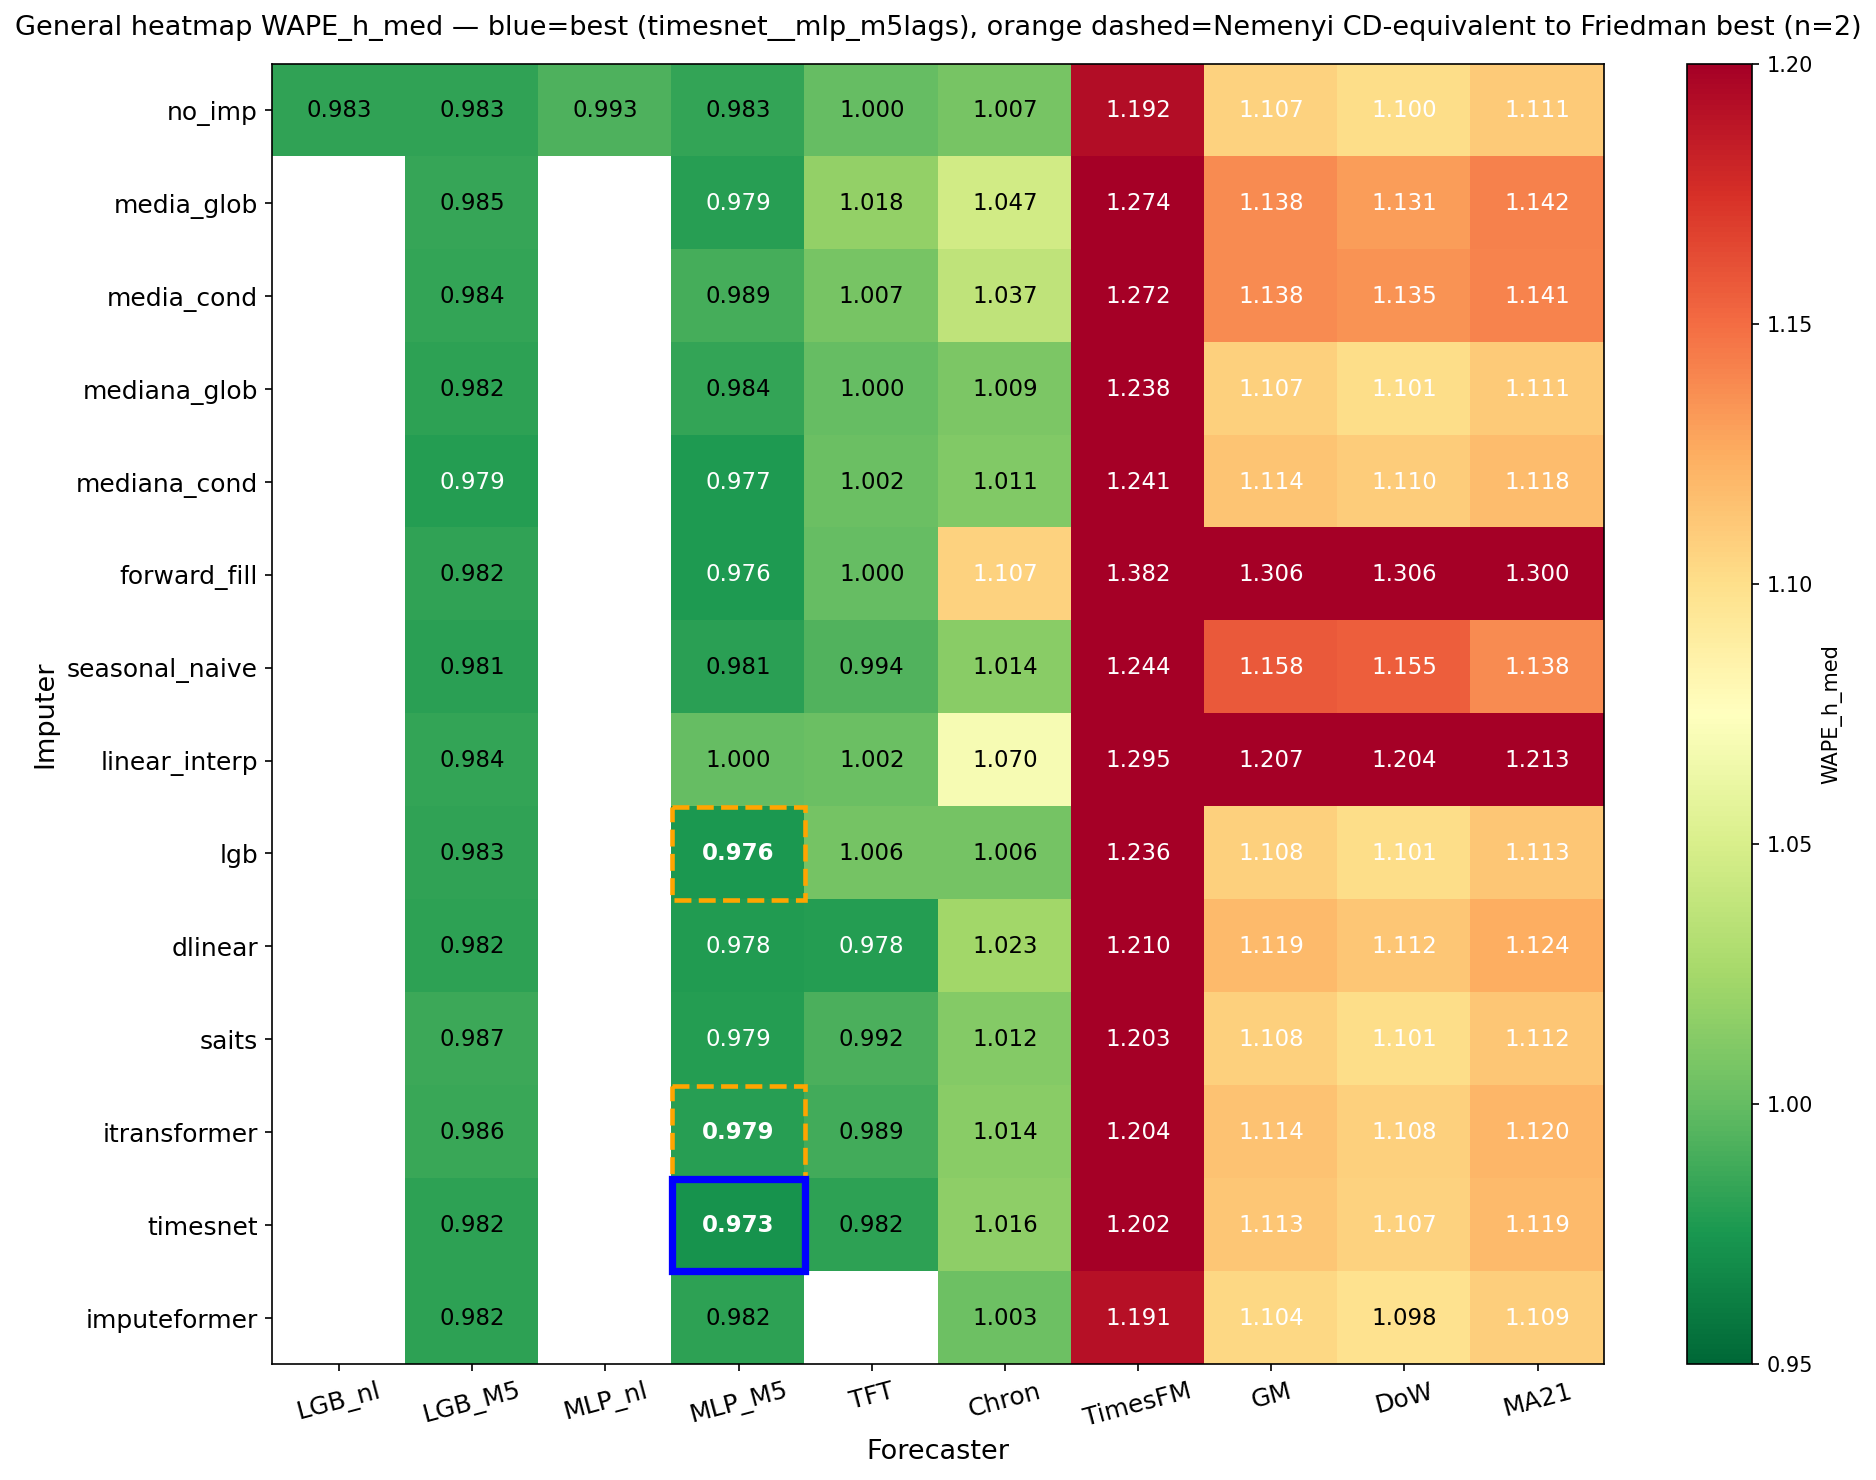 General heatmap WAPE_h_med — blue=best (timesnet__mlp_m5lags), orange dashed=Nemenyi CD-equivalent to Friedman best (n=2)
no_imp 0.983 0.983 0.993 0.983 1.000 1.007 1.192 1.107 1.100 1.111
media_glob 0.985 0.979 1.018 1.047 1.274 1.138 1.131 1.142
media_cond 0.984 0.989 1.007 1.037 1.272 1.138 1.135 1.141
mediana_glob 0.982 0.984 1.000 1.009 1.238 1.107 1.101 1.111
mediana_cond 0.979 0.977 1.002 1.011 1.241 1.114 1.110 1.118
forward_fill 0.982 0.976 1.000 1.107 1.382 1.306 1.306 1.300
seasonal_naive 0.981 0.981 0.994 1.014 1.244 1.158 1.155 1.138
linear_interp 0.984 1.000 1.002 1.070 1.295 1.207 1.204 1.213
lgb 0.983 0.976 1.006 1.006 1.236 1.108 1.101 1.113
dlinear 0.982 0.978 0.978 1.023 1.210 1.119 1.112 1.124
saits 0.987 0.979 0.992 1.012 1.203 1.108 1.101 1.112
itransformer 0.986 0.979 0.989 1.014 1.204 1.114 1.108 1.120
timesnet 0.982 0.973 0.982 1.016 1.202 1.113 1.107 1.119
imputeformer 0.982 0.982 1.003 1.191 1.104 1.098 1.109
LGB_nl LGB_M5 MLP_nl MLP_M5 TFT Chron TimesFM GM DoW MA21
Forecaster
Imputer
1.20
1.15
1.10
1.05
1.00
0.95
WAPE_h_med